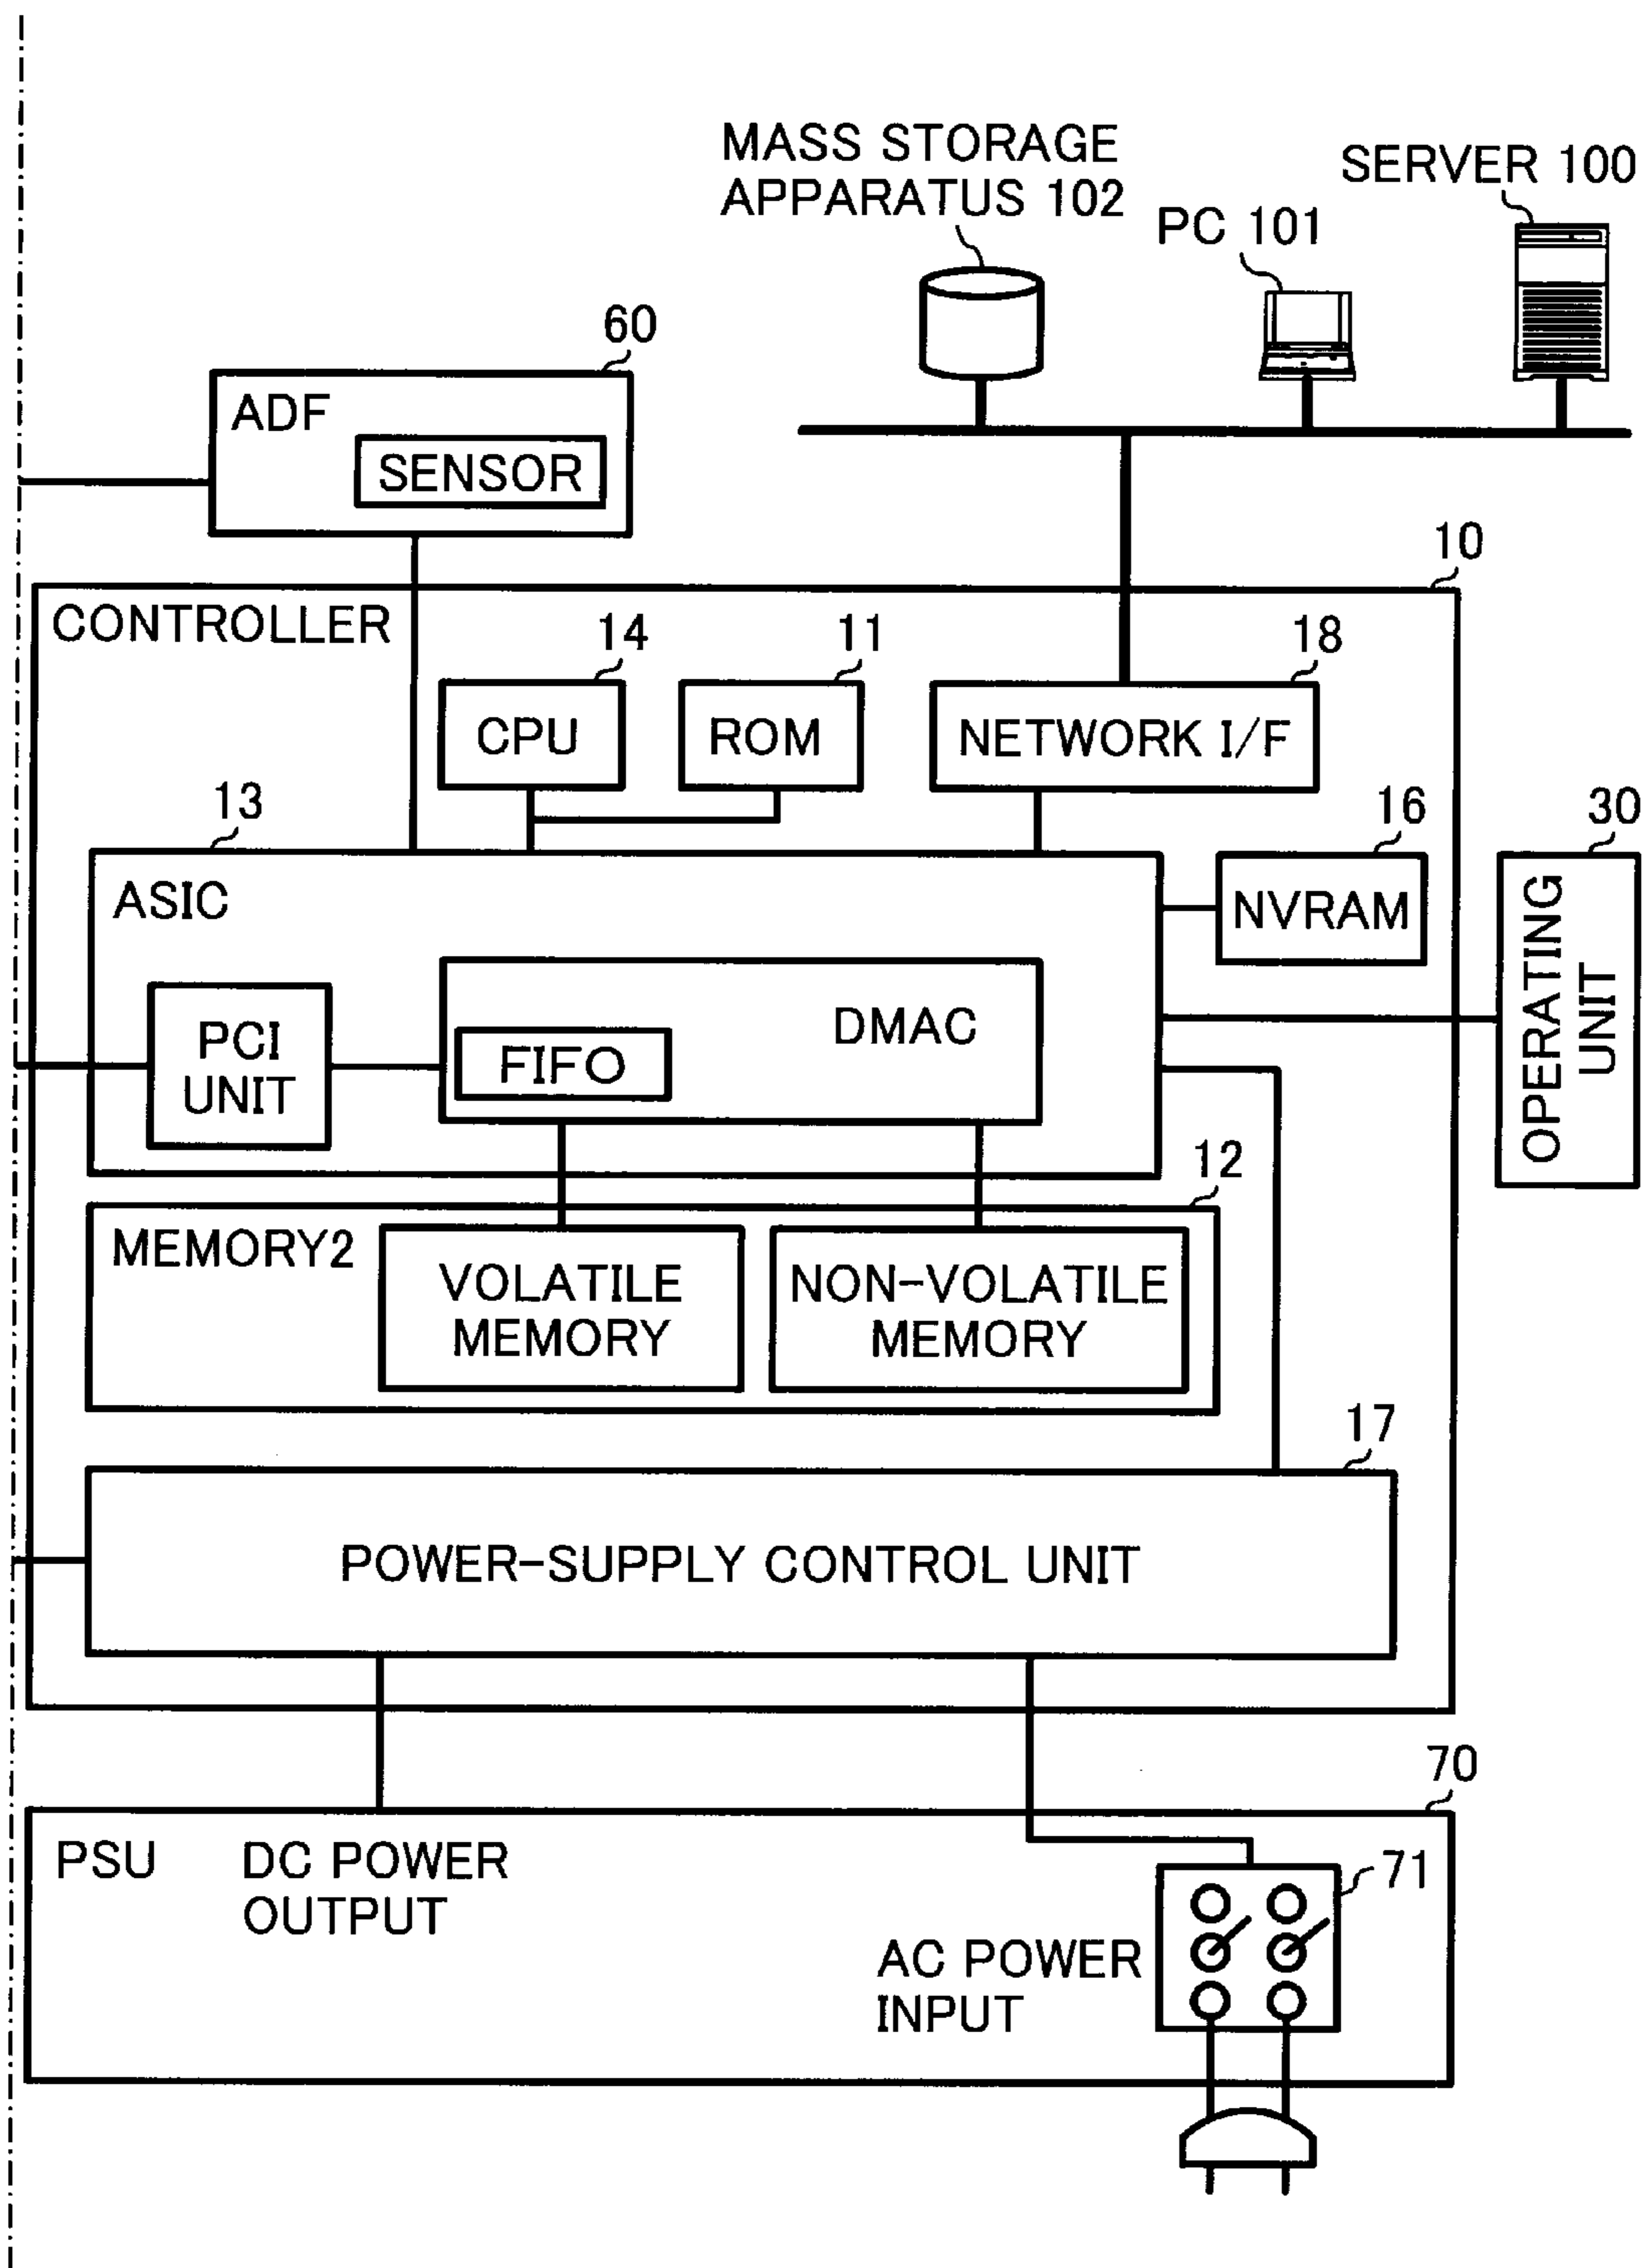 MASS STORAGE
APPARATUS 102
SERVER 100
PC 101
60
ADF
SENSOR
10
CONTROLLER
14
11
18
CPU
ROM
NETWORK I/F
13
16
30
ASIC
NVRAM
OPERATING
UNIT
PCI
UNIT
DMAC
FIFO
12
MEMORY2
VOLATILE
MEMORY
NON-VOLATILE
MEMORY
17
POWER-SUPPLY CONTROL UNIT
70
PSU
DC POWER
OUTPUT
71
AC POWER
INPUT